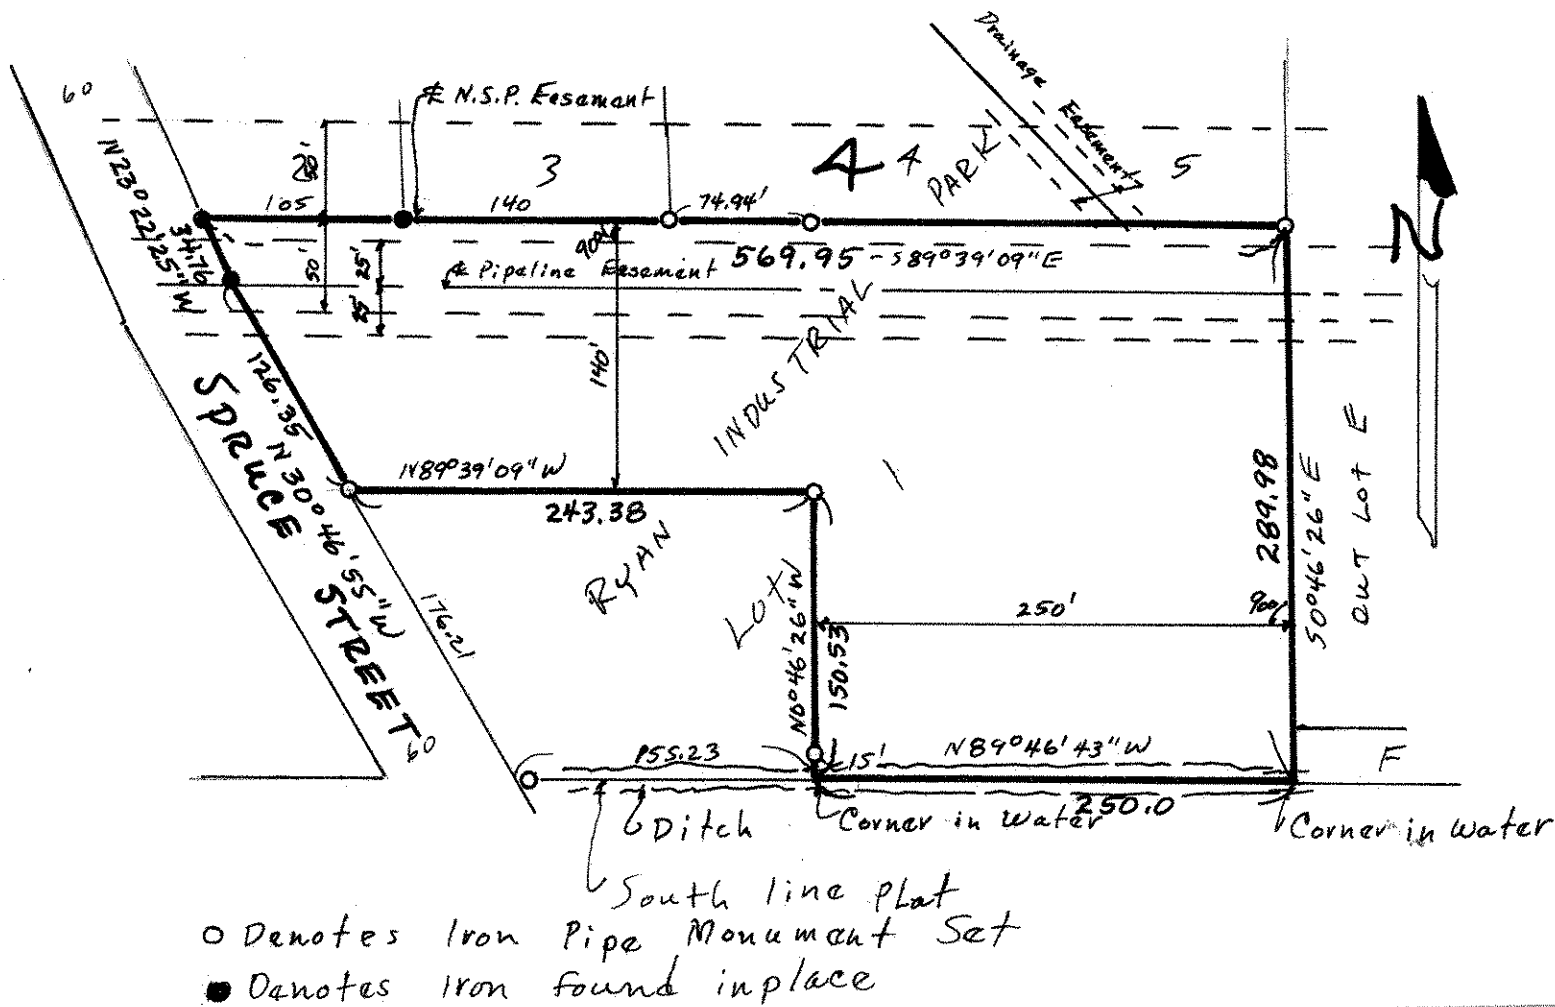 60
℄ N.S.P. Easement
Drainage Easement
3
4
4
5
PARK
N23°22'25"W
34.76
105
140
74.94'
90°
569.95 - S89°39'09"E
N
50'
25'
25'
℄ Pipeline Easement
INDUSTRIAL
140'
126.35
N30°46'55"W
SPRUCE STREET
60
N89°39'09"W
243.38
RYAN
LOT
1
289.98
S0°46'26"E
OUT LOT E
176.21
N0°46'26"W
150.53
250'
90°
155.23
15'
N89°46'43"W
250.0
F
Ditch
Corner in water
Corner in water
South line PLat
○ Denotes Iron Pipe Monument Set
● Denotes Iron found inplace